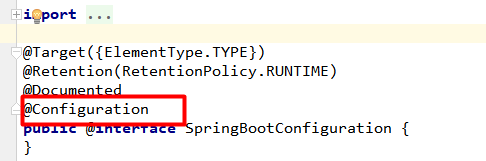 import ...
@Target({ElementType.TYPE})
@Retention(RetentionPolicy.RUNTIME)
@Documented
@Configuration
public @interface SpringBootConfiguration {
}